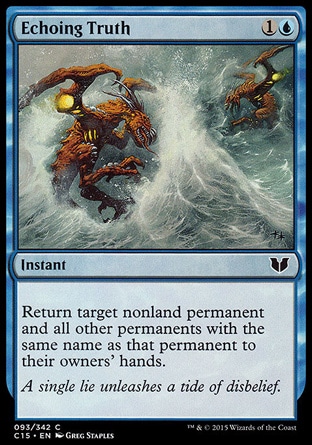 Echoing Truth 1
Instant
Return target nonland permanent
and all other permanents with the
same name as that permanent to
their owners' hands.
A single lie unleashes a tide of disbelief.
093/342 C
C15 • EN Greg Staples
™ & © 2015 Wizards of the Coast